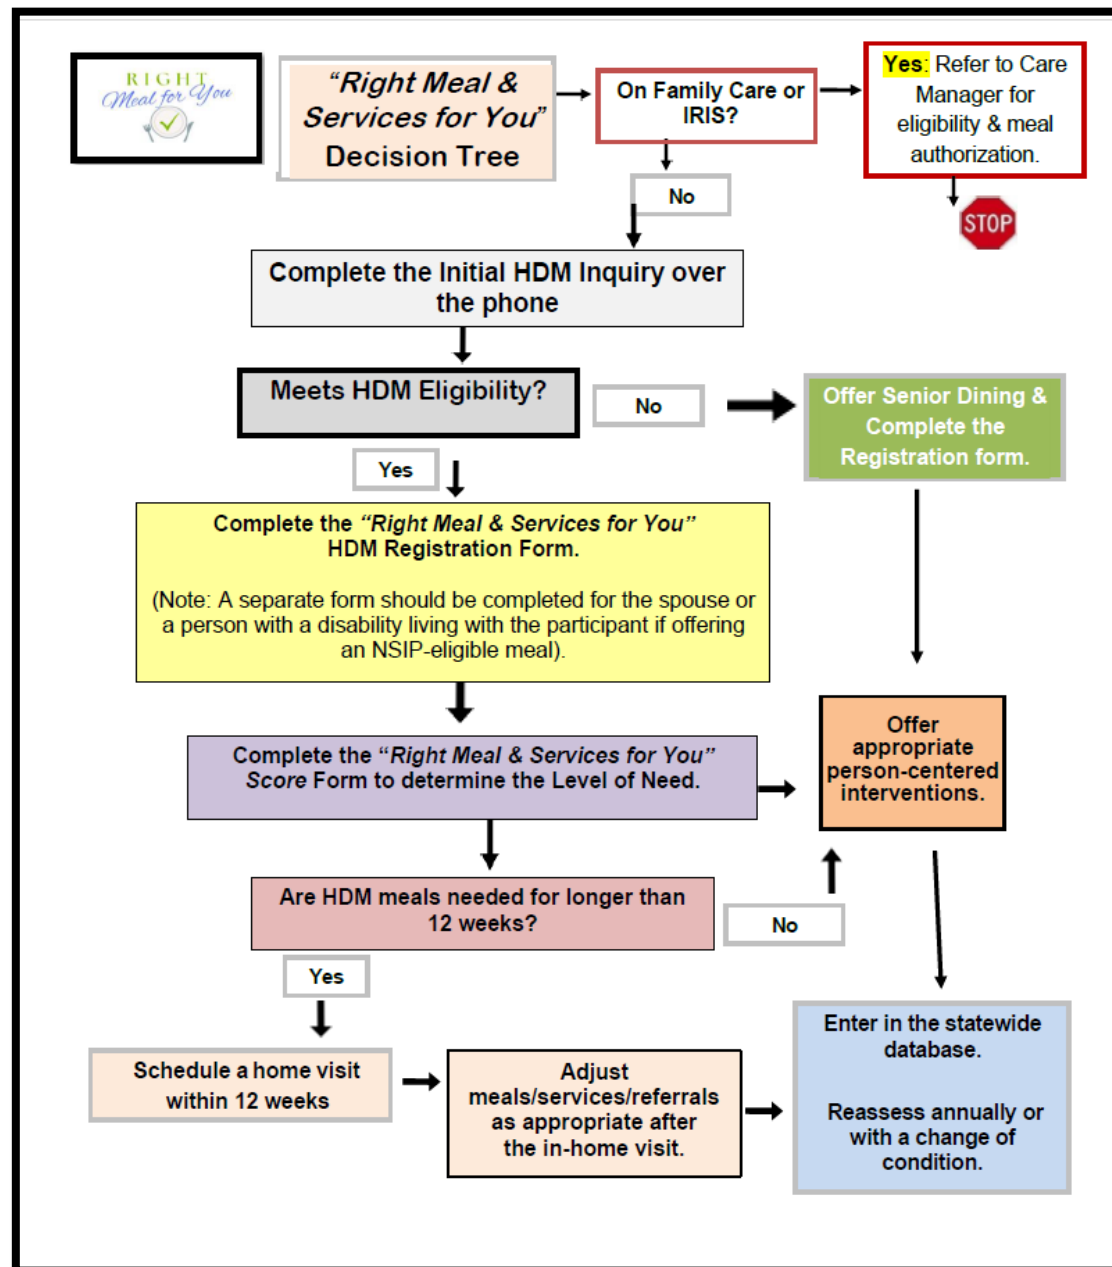 RIGHT
Meal for You
“Right Meal &
Services for You”
Decision Tree
On Family Care or
IRIS?
Yes: Refer to Care
Manager for
eligibility & meal
authorization.
STOP
No
Complete the Initial HDM Inquiry over
the phone
Meets HDM Eligibility?
No
Offer Senior Dining &
Complete the
Registration form.
Yes
Complete the “Right Meal & Services for You”
HDM Registration Form.
(Note: A separate form should be completed for the spouse or
a person with a disability living with the participant if offering
an NSIP-eligible meal).
Complete the “Right Meal & Services for You”
Score Form to determine the Level of Need.
Offer
appropriate
person-centered
interventions.
Are HDM meals needed for longer than
12 weeks?
No
Yes
Schedule a home visit
within 12 weeks
Adjust
meals/services/referrals
as appropriate after
the in-home visit.
Enter in the statewide
database.
Reassess annually or
with a change of
condition.